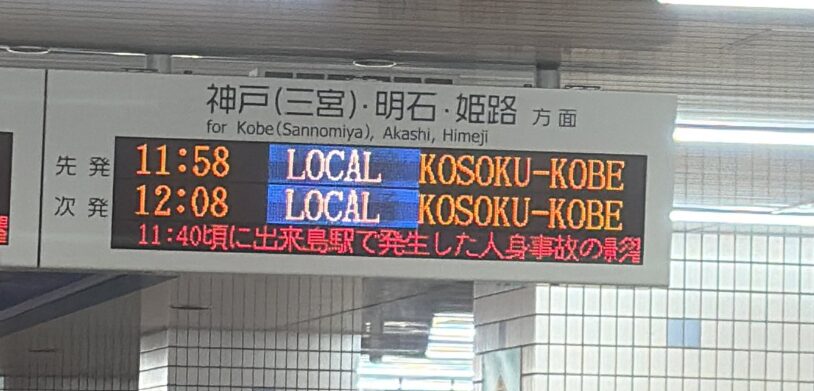 神戸(三宮)・明石・姫路 方面
for Kobe(Sannomiya), Akashi, Himeji
先発 11:58 LOCAL KOSOKU-KOBE
次発 12:08 LOCAL KOSOKU-KOBE
11:40頃に出来島駅で発生した人身事故の影響